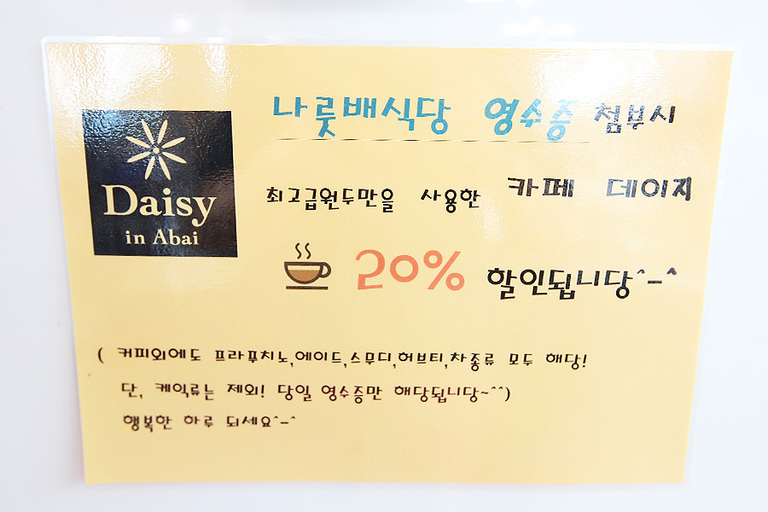 나룻배식당 영수증 첨부시
Daisy
in Abai
최고급원두만을 사용한 카페 데이지
20% 할인됩니당^-^
( 커피외에도 프라푸치노,에이드,스무디,허브티,차종류 모두 해당!
단, 케익류는 제외! 당일 영수증만 해당됩니당~^^)
행복한 하루 되세요^-^